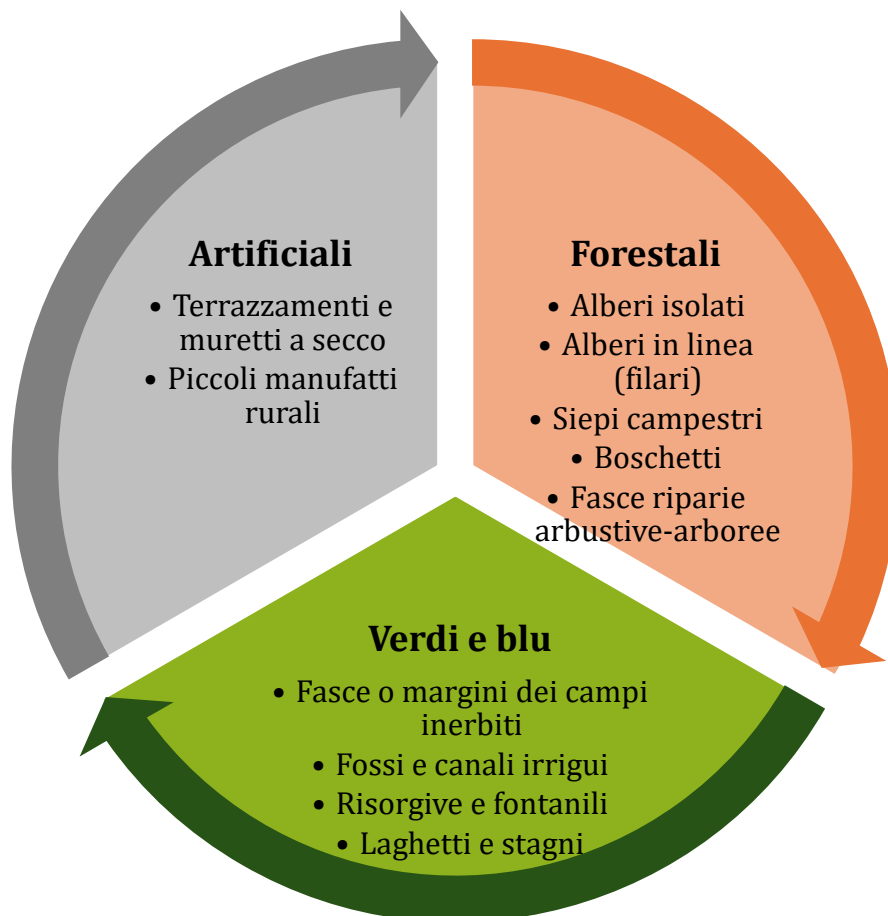 Artificiali
• Terrazzamenti e
muretti a secco
• Piccoli manufatti
rurali
Forestali
• Alberi isolati
• Alberi in linea
(filari)
• Siepi campestri
• Boschetti
• Fasce riparie
arbustive-arboree
Verdi e blu
• Fasce o margini dei campi
inerbiti
• Fossi e canali irrigui
• Risorgive e fontanili
• Laghetti e stagni